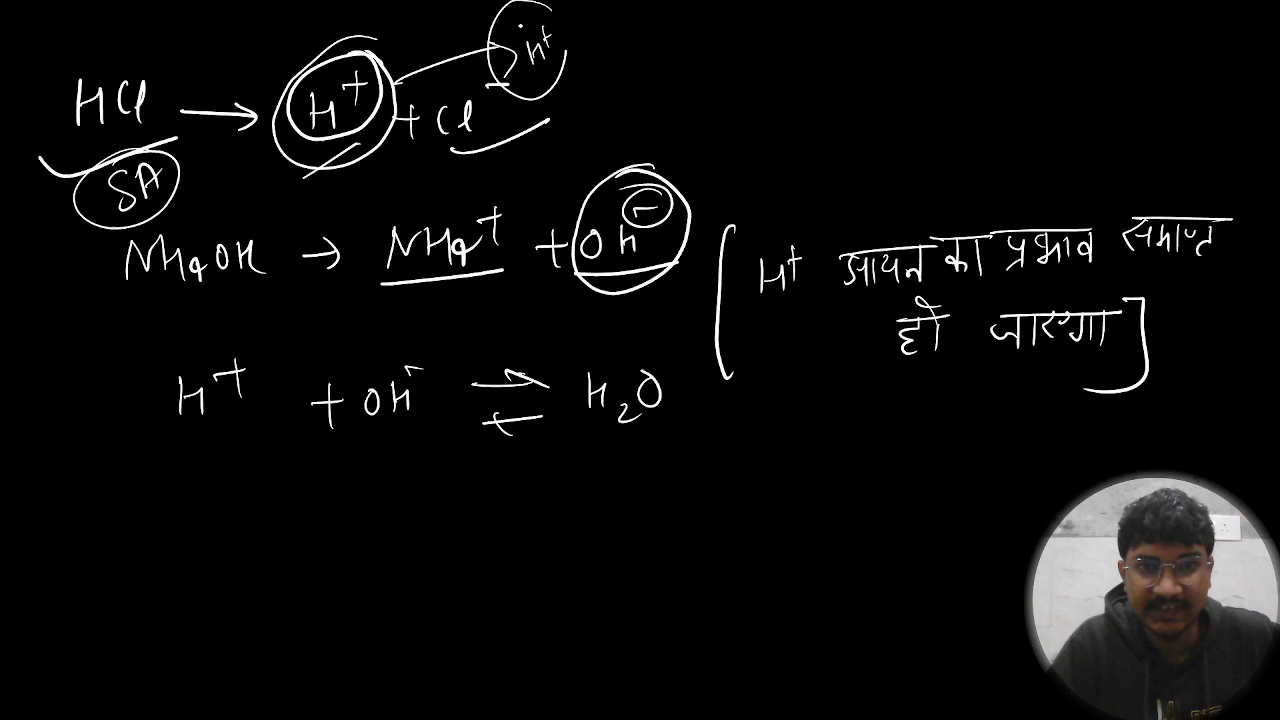 HCl → H⁺ + Cl⁻ H⁺
SA
NH₄OH → NH₄⁺ + OH⁻
[H⁺ आयन का प्रभाव समाप्त
हो जाएगा]
H⁺ + OH⁻ ⇌ H₂O